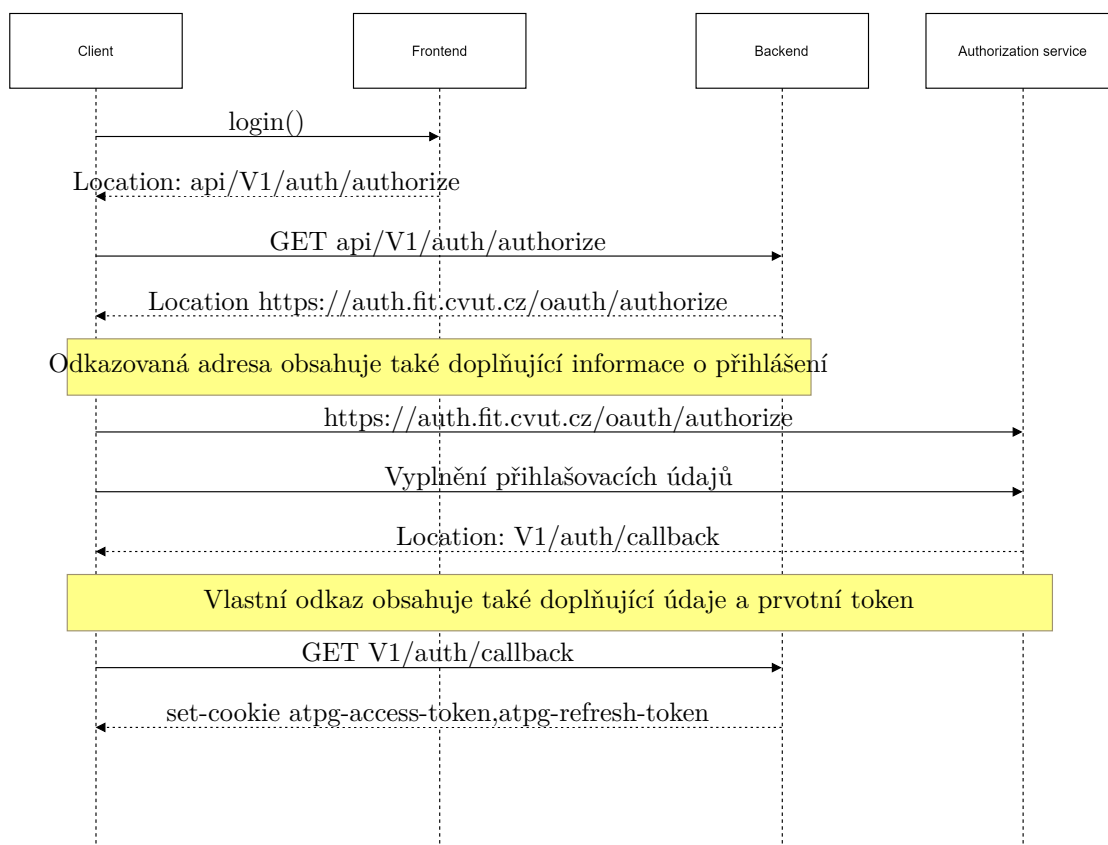 Client
Frontend
Backend
Authorization service
login()
Location: api/V1/auth/authorize
GET api/V1/auth/authorize
Location https://auth.fit.cvut.cz/oauth/authorize
Odkazovaná adresa obsahuje také doplňující informace o přihlášení
https://auth.fit.cvut.cz/oauth/authorize
Vyplnění přihlašovacích údajů
Location: V1/auth/callback
Vlastní odkaz obsahuje také doplňující údaje a prvotní token
GET V1/auth/callback
set-cookie atpg-access-token,atpg-refresh-token